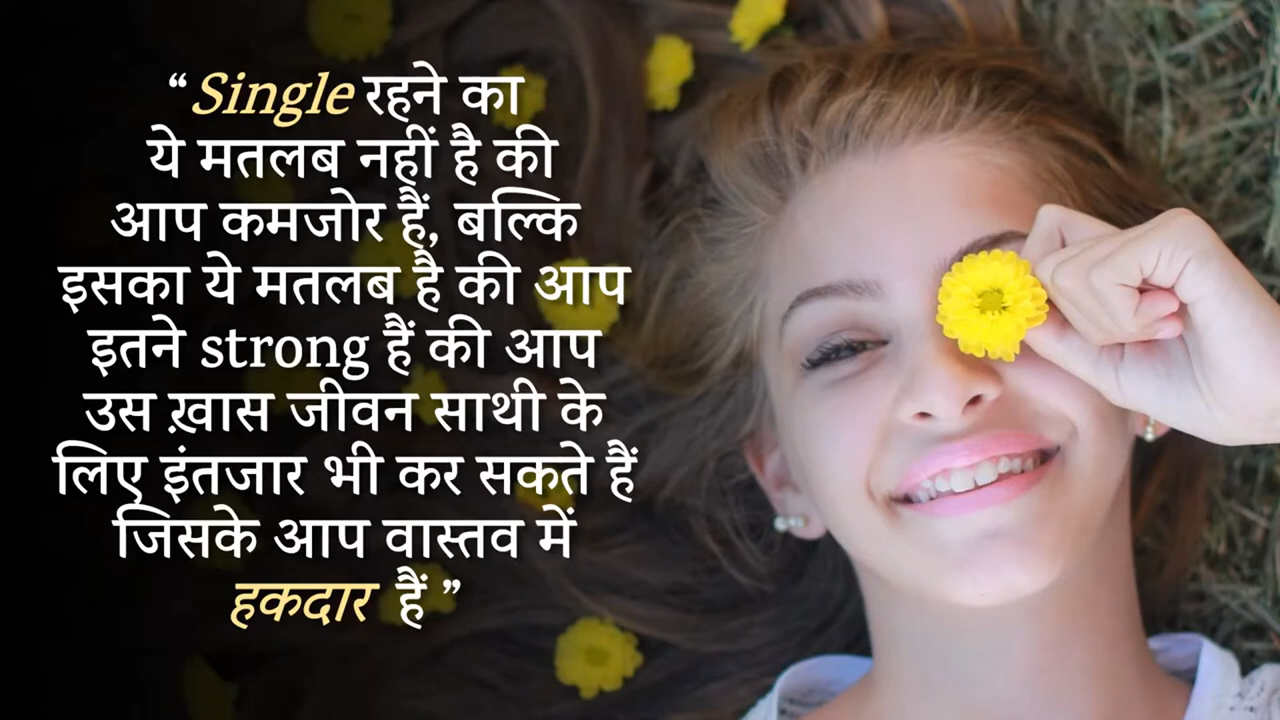 “ Single रहने का
ये मतलब नहीं है की
आप कमजोर हैं, बल्कि
इसका ये मतलब है की आप
इतने strong हैं की आप
उस ख़ास जीवन साथी के
लिए इंतजार भी कर सकते हैं
जिसके आप वास्तव में
हकदार हैं ”